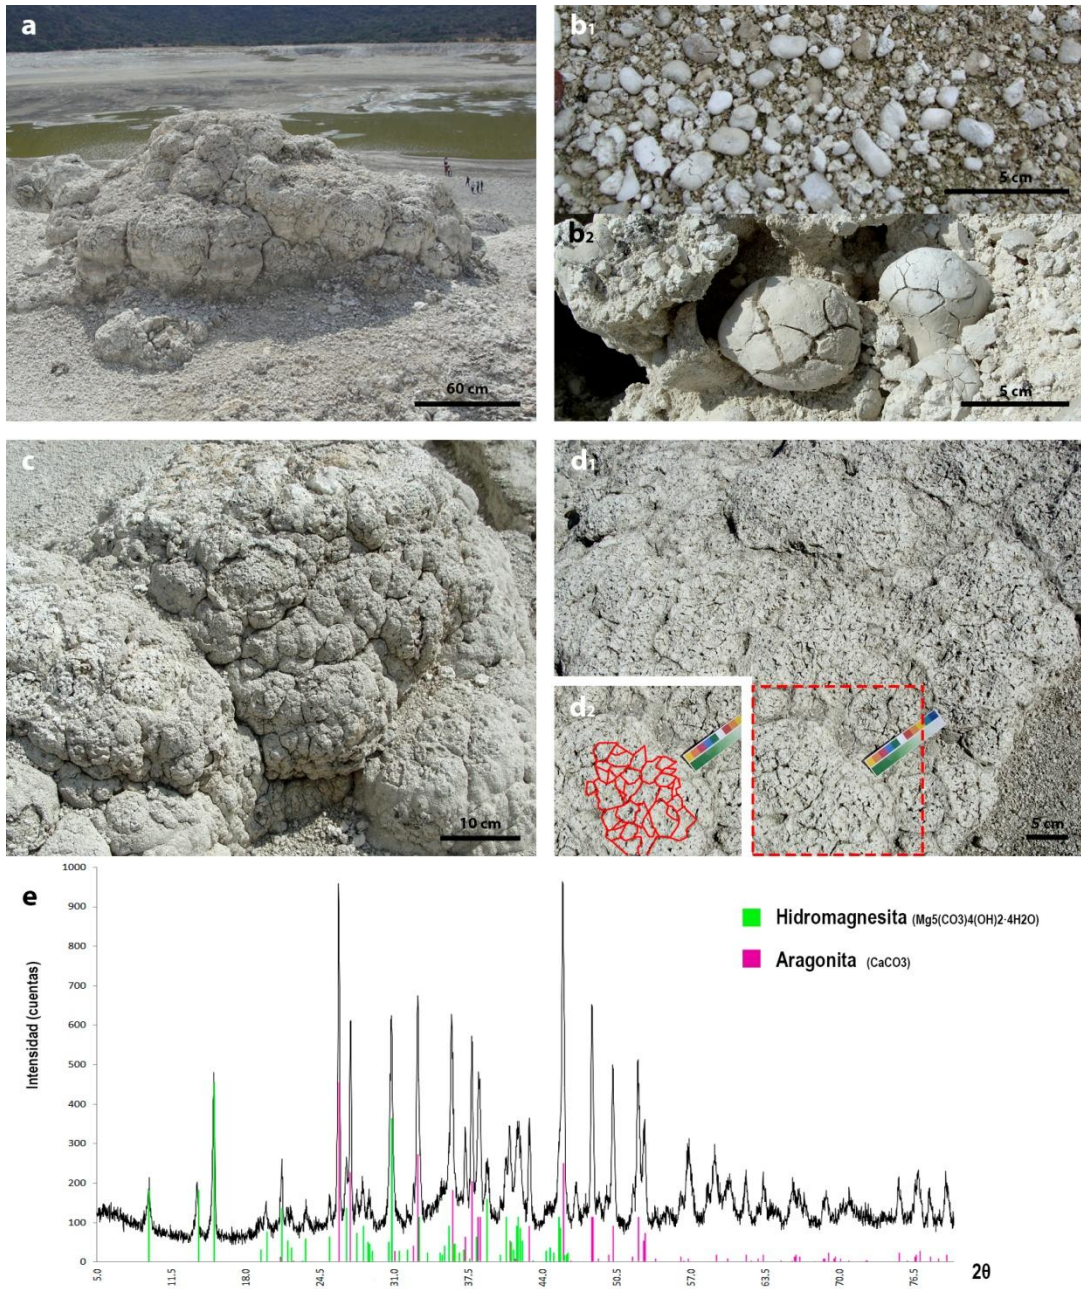 a
b1
5 cm
b2
5 cm
60 cm
c
10 cm
d1
d2
5 cm
e
1000
900
800
700
600
500
400
300
200
100
0
Intensidad (cuentas)
Hidromagnesita (Mg5(CO3)4(OH)2·4H2O)
Aragonita (CaCO3)
5.0 11.5 18.0 24.5 31.0 37.5 44.0 50.5 57.0 63.5 70.0 76.5
2θ